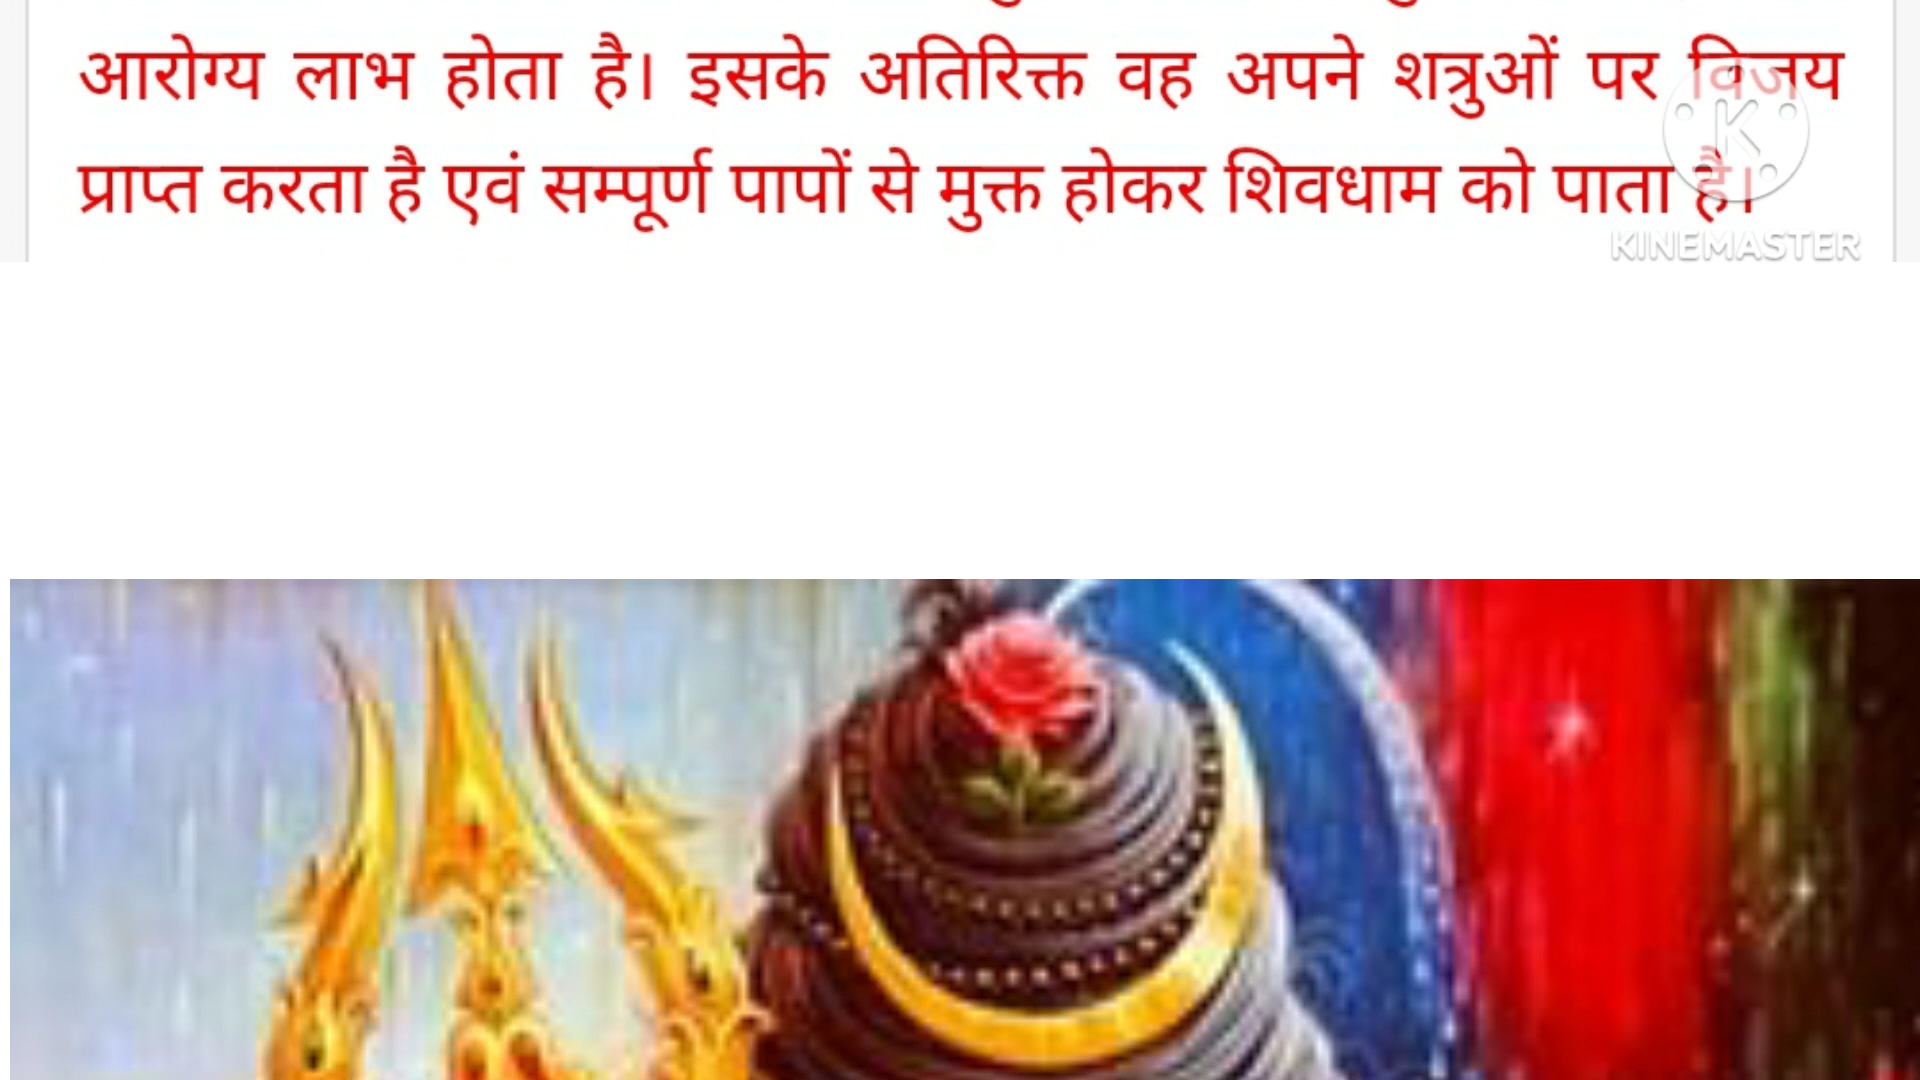 आरोग्य लाभ होता है। इसके अतिरिक्त वह अपने शत्रुओं पर विजय
प्राप्त करता है एवं सम्पूर्ण पापों से मुक्त होकर शिवधाम को पाता है।
K
KINEMASTER